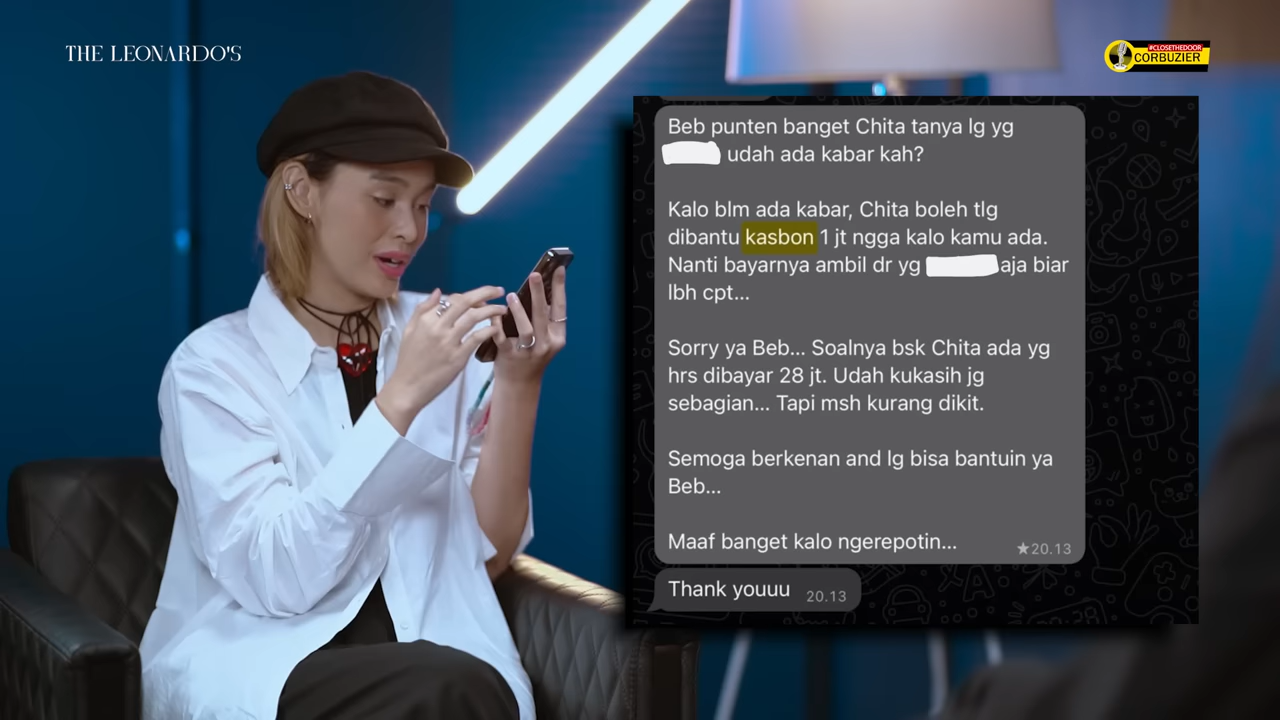 THE LEONARDO'S
#CLOSETHEDOOR
CORBUZIER
Beb punten banget Chita tanya lg yg
udah ada kabar kah?
Kalo blm ada kabar, Chita boleh tlg
dibantu kasbon 1 jt ngga kalo kamu ada.
Nanti bayarnya ambil dr yg aja biar
lbh cpt...
Sorry ya Beb... Soalnya bsk Chita ada yg
hrs dibayar 28 jt. Udah kukasih jg
sebagian... Tapi msh kurang dikit.
Semoga berkenan and lg bisa bantuin ya
Beb...
Maaf banget kalo ngerepotin...
★20.13
Thank youuu 20.13